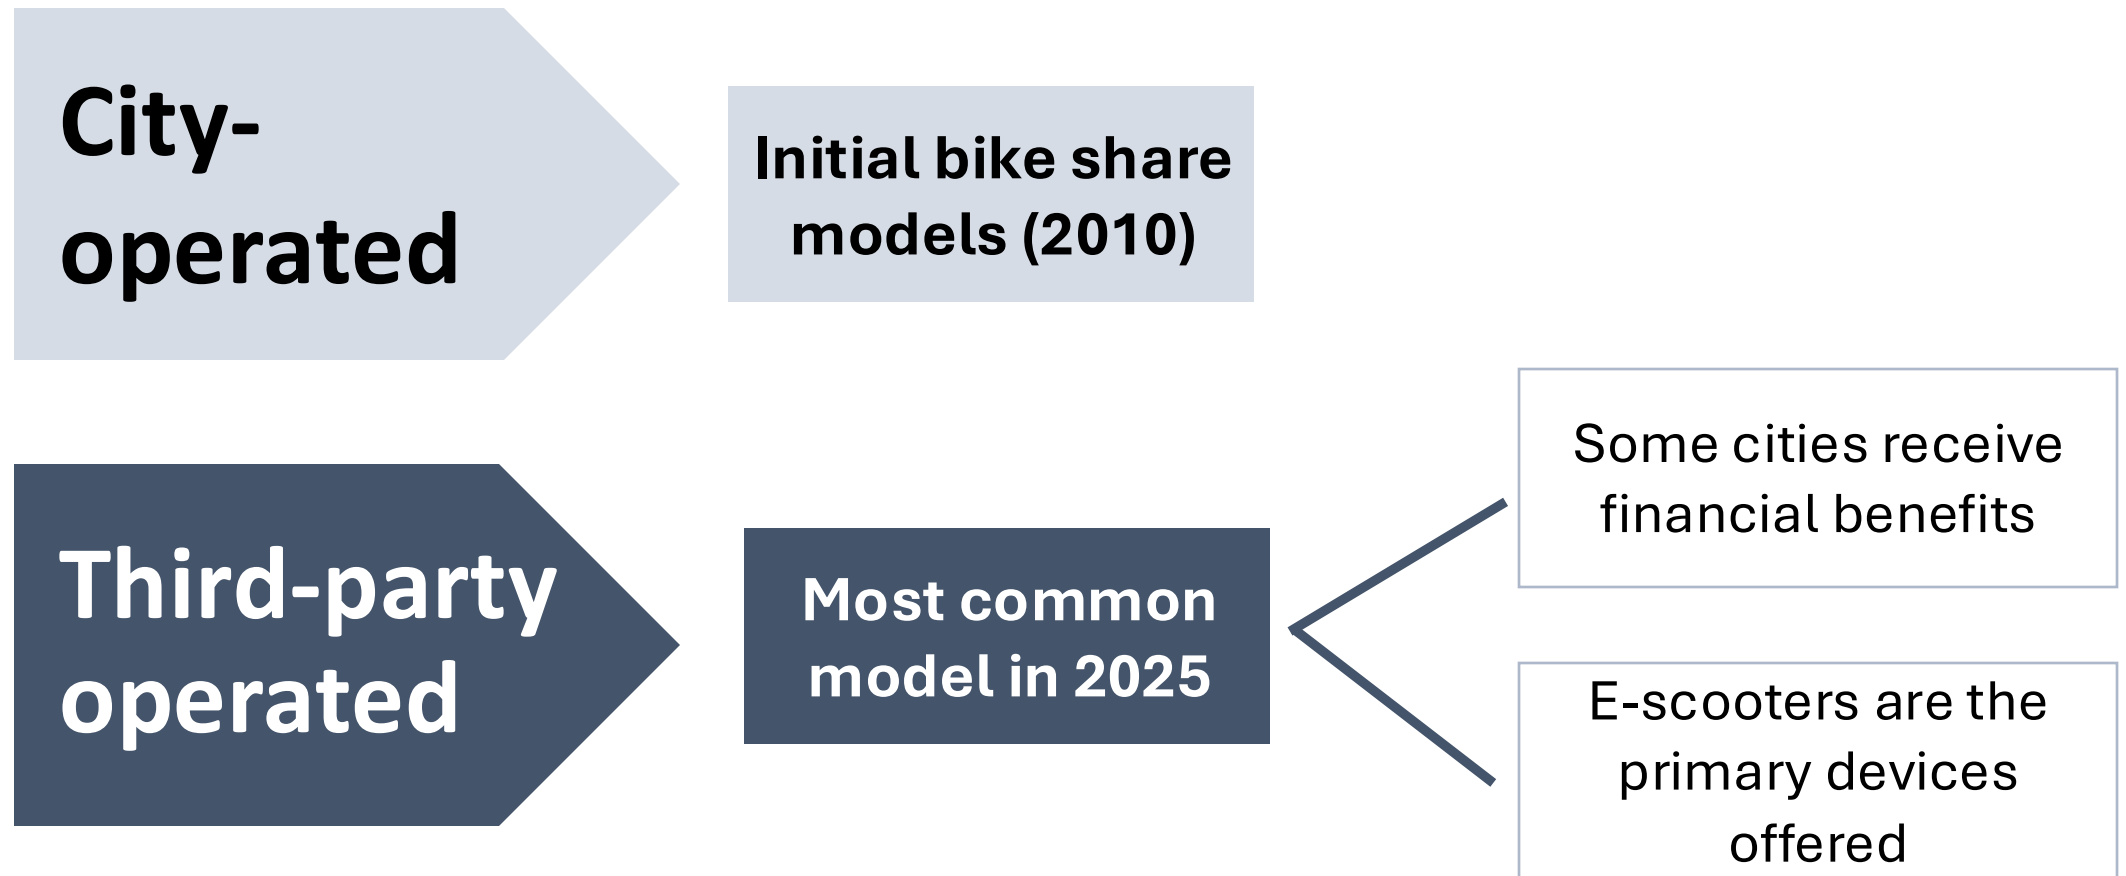 City-
operated
Initial bike share
models (2010)
Third-party
operated
Most common
model in 2025
Some cities receive
financial benefits
E-scooters are the
primary devices
offered